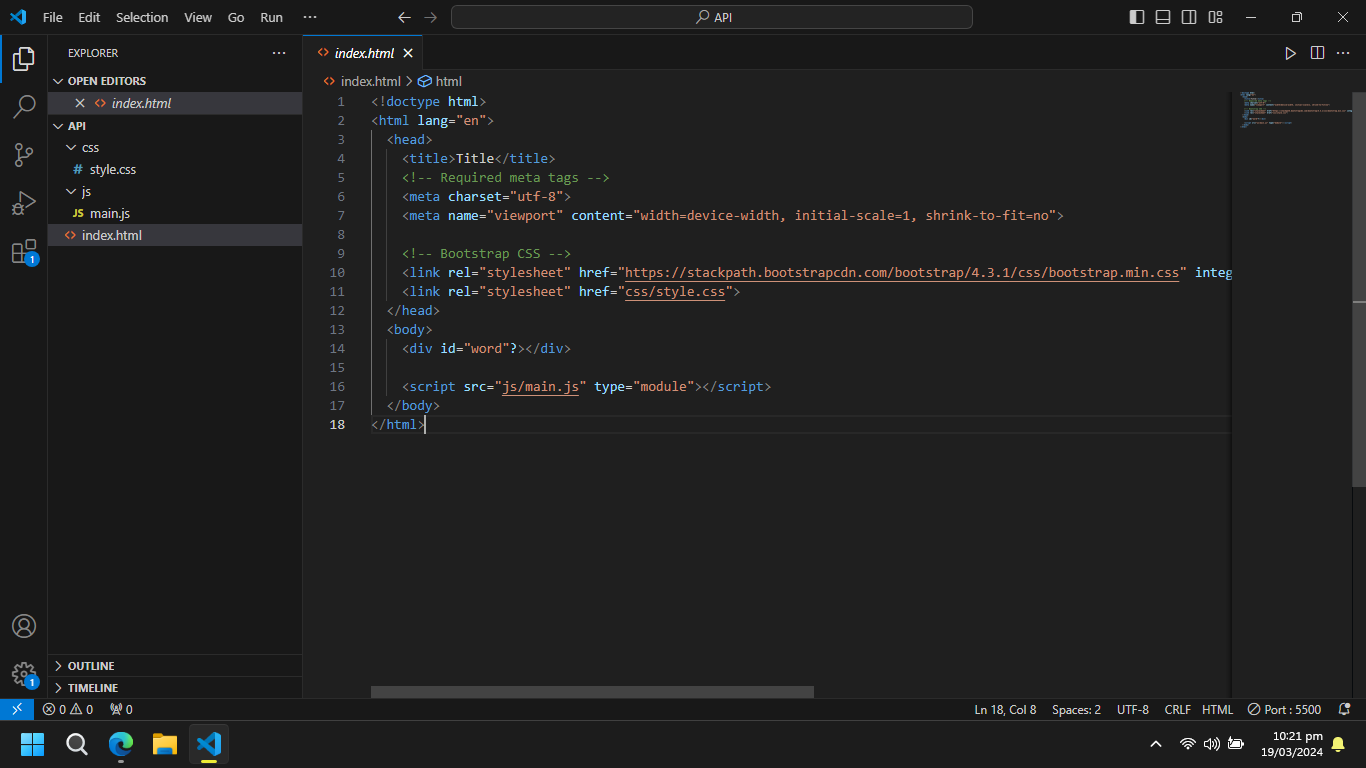 File Edit Selection View Go Run ··· API
EXPLORER ···
OPEN EDITORS
index.html
API
css
# style.css
js
JS main.js
index.html
OUTLINE
TIMELINE
index.html
index.html > html
1 <!doctype html>
2 <html lang="en">
3 <head>
4 <title>Title</title>
5 <!-- Required meta tags -->
6 <meta charset="utf-8">
7 <meta name="viewport" content="width=device-width, initial-scale=1, shrink-to-fit=no">
8
9 <!-- Bootstrap CSS -->
10 <link rel="stylesheet" href="https://stackpath.bootstrapcdn.com/bootstrap/4.3.1/css/bootstrap.min.css" integ
11 <link rel="stylesheet" href="css/style.css">
12 </head>
13 <body>
14 <div id="word"?></div>
15
16 <script src="js/main.js" type="module"></script>
17 </body>
18 </html>
1
1
0 0 0 Ln 18, Col 8 Spaces: 2 UTF-8 CRLF HTML Port : 5500
10:21 pm
19/03/2024